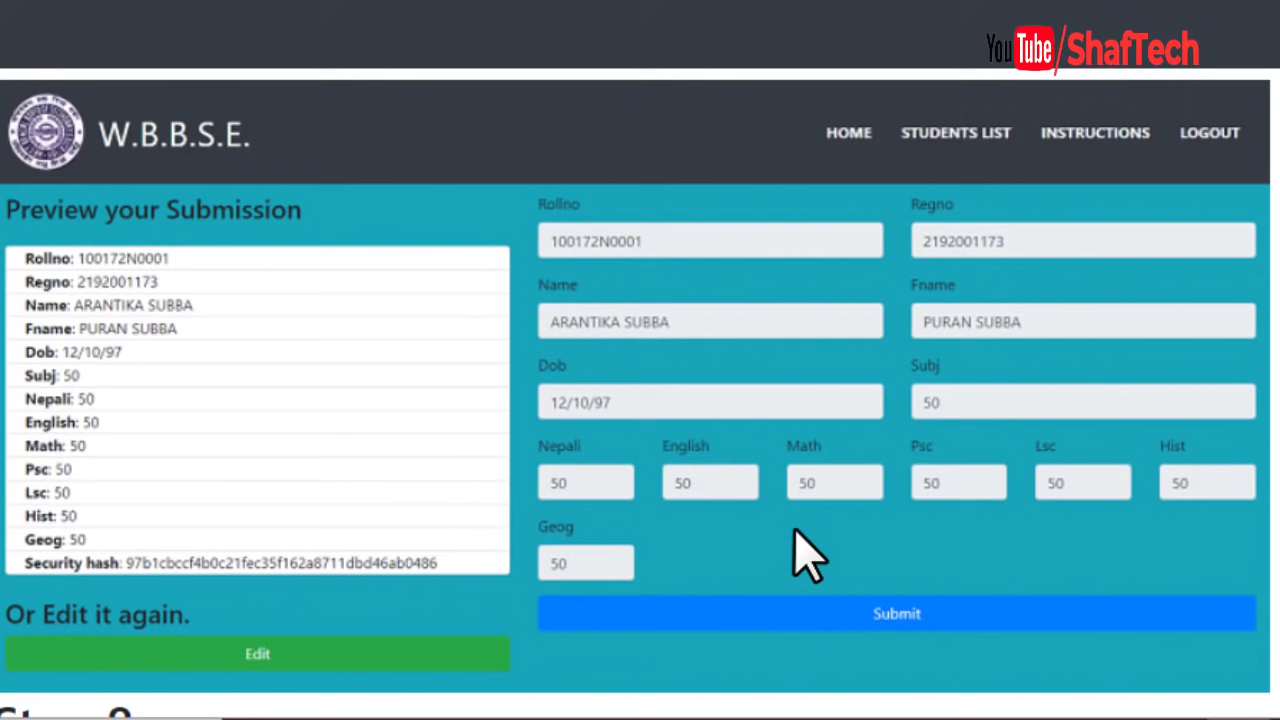 YouTube/ShafTech
W.B.B.S.E.
HOME STUDENTS LIST INSTRUCTIONS LOGOUT
Preview your Submission
Rollno: 100172N0001
Regno: 2192001173
Name: ARANTIKA SUBBA
Fname: PURAN SUBBA
Dob: 12/10/97
Subj: 50
Nepali: 50
English: 50
Math: 50
Psc: 50
Lsc: 50
Hist: 50
Geog: 50
Security hash: 97b1cbccf4b0c21fec35f162a8711dbd46ab0486
Or Edit it again.
Edit
Rollno Regno
100172N0001 2192001173
Name Fname
ARANTIKA SUBBA PURAN SUBBA
Dob Subj
12/10/97 50
Nepali English Math Psc Lsc Hist
50 50 50 50 50 50
Geog
50
Submit